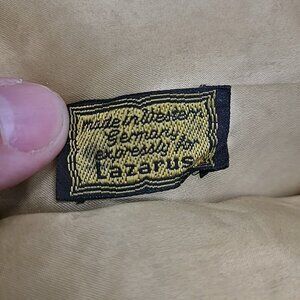 made in Western
Germany
expressly for
Lazarus